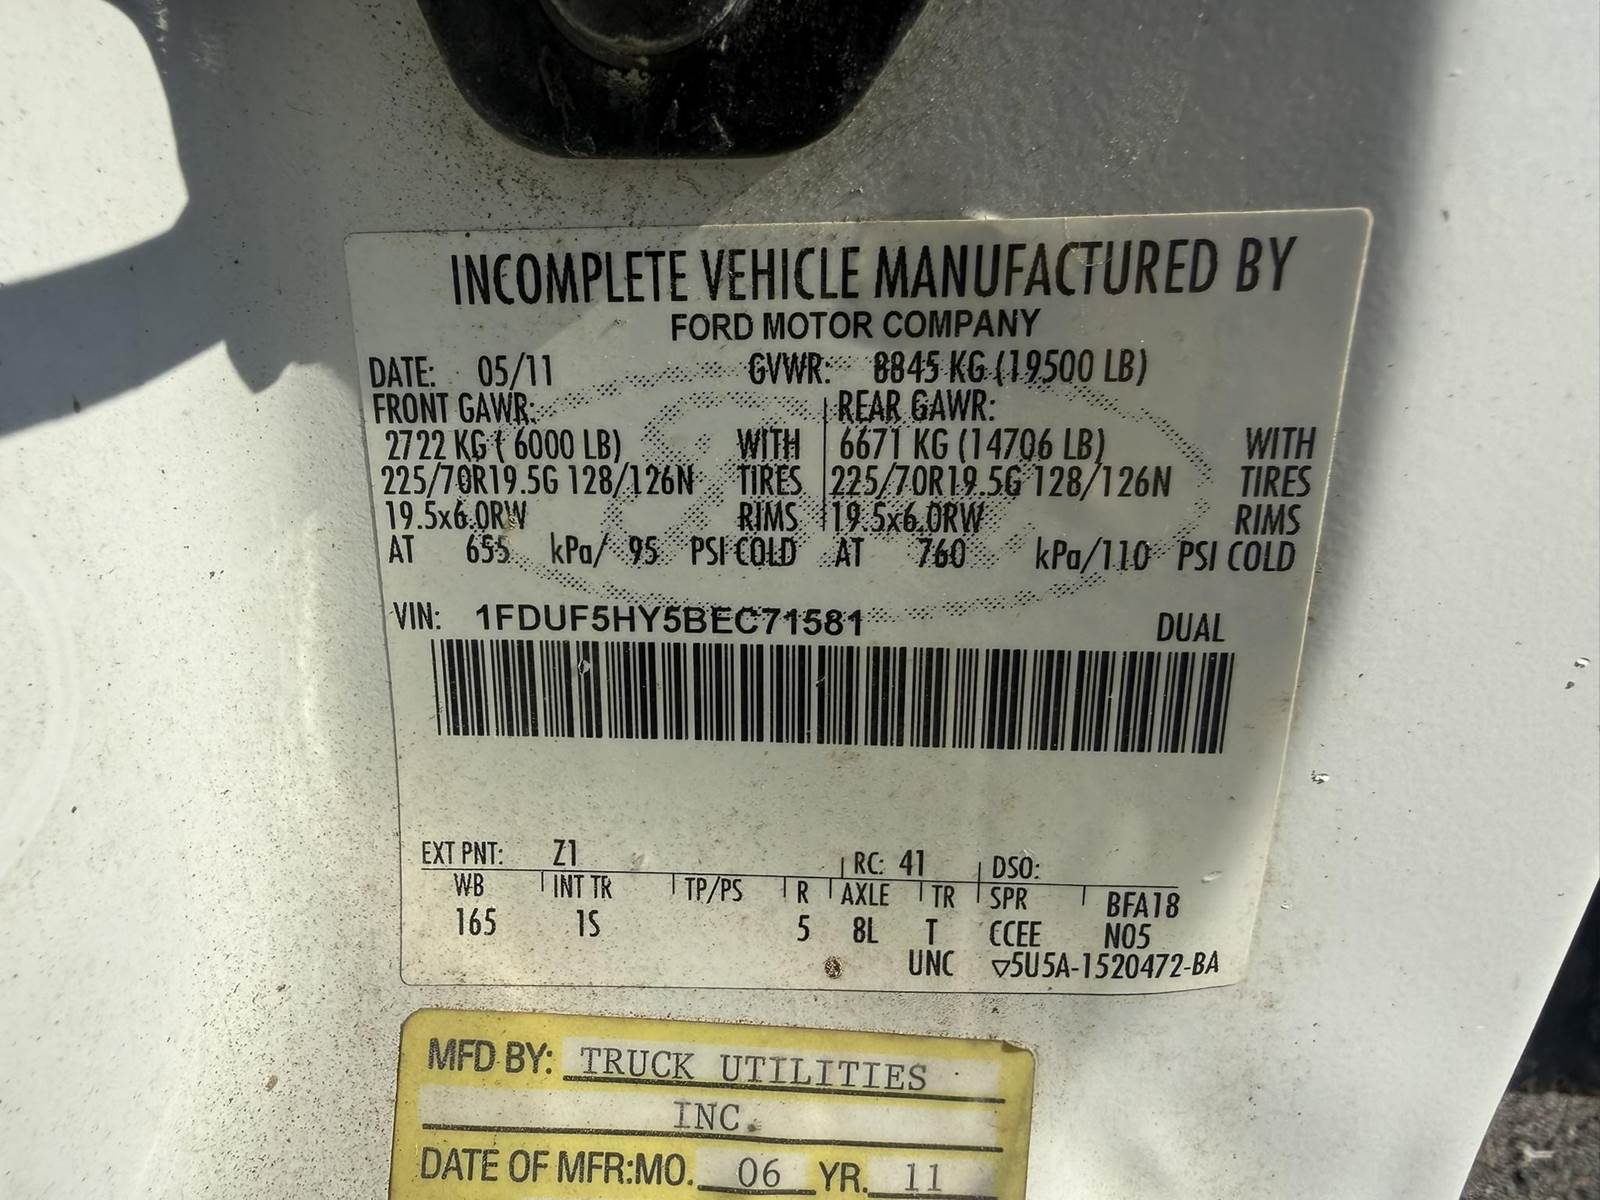 INCOMPLETE VEHICLE MANUFACTURED BY
FORD MOTOR COMPANY
DATE: 05/11 GVWR: 8845 KG (19500 LB)
FRONT GAWR: REAR GAWR:
2722 KG ( 6000 LB) WITH 6671 KG (14706 LB) WITH
225/70R19.5G 128/126N TIRES 225/70R19.5G 128/126N TIRES
19.5x6.0RW RIMS 19.5x6.0RW RIMS
AT 655 kPa/ 95 PSI COLD AT 760 kPa/110 PSI COLD
VIN: 1FDUF5HY5BEC71581 DUAL
EXT PNT: Z1 RC: 41 DSO:
WB INT TR TP/PS R AXLE TR SPR BFA18
165 1S 5 8L T CCEE N05
UNC ▽5U5A-1520472-BA
MFD BY: TRUCK UTILITIES
INC.
DATE OF MFR:MO. 06 YR. 11